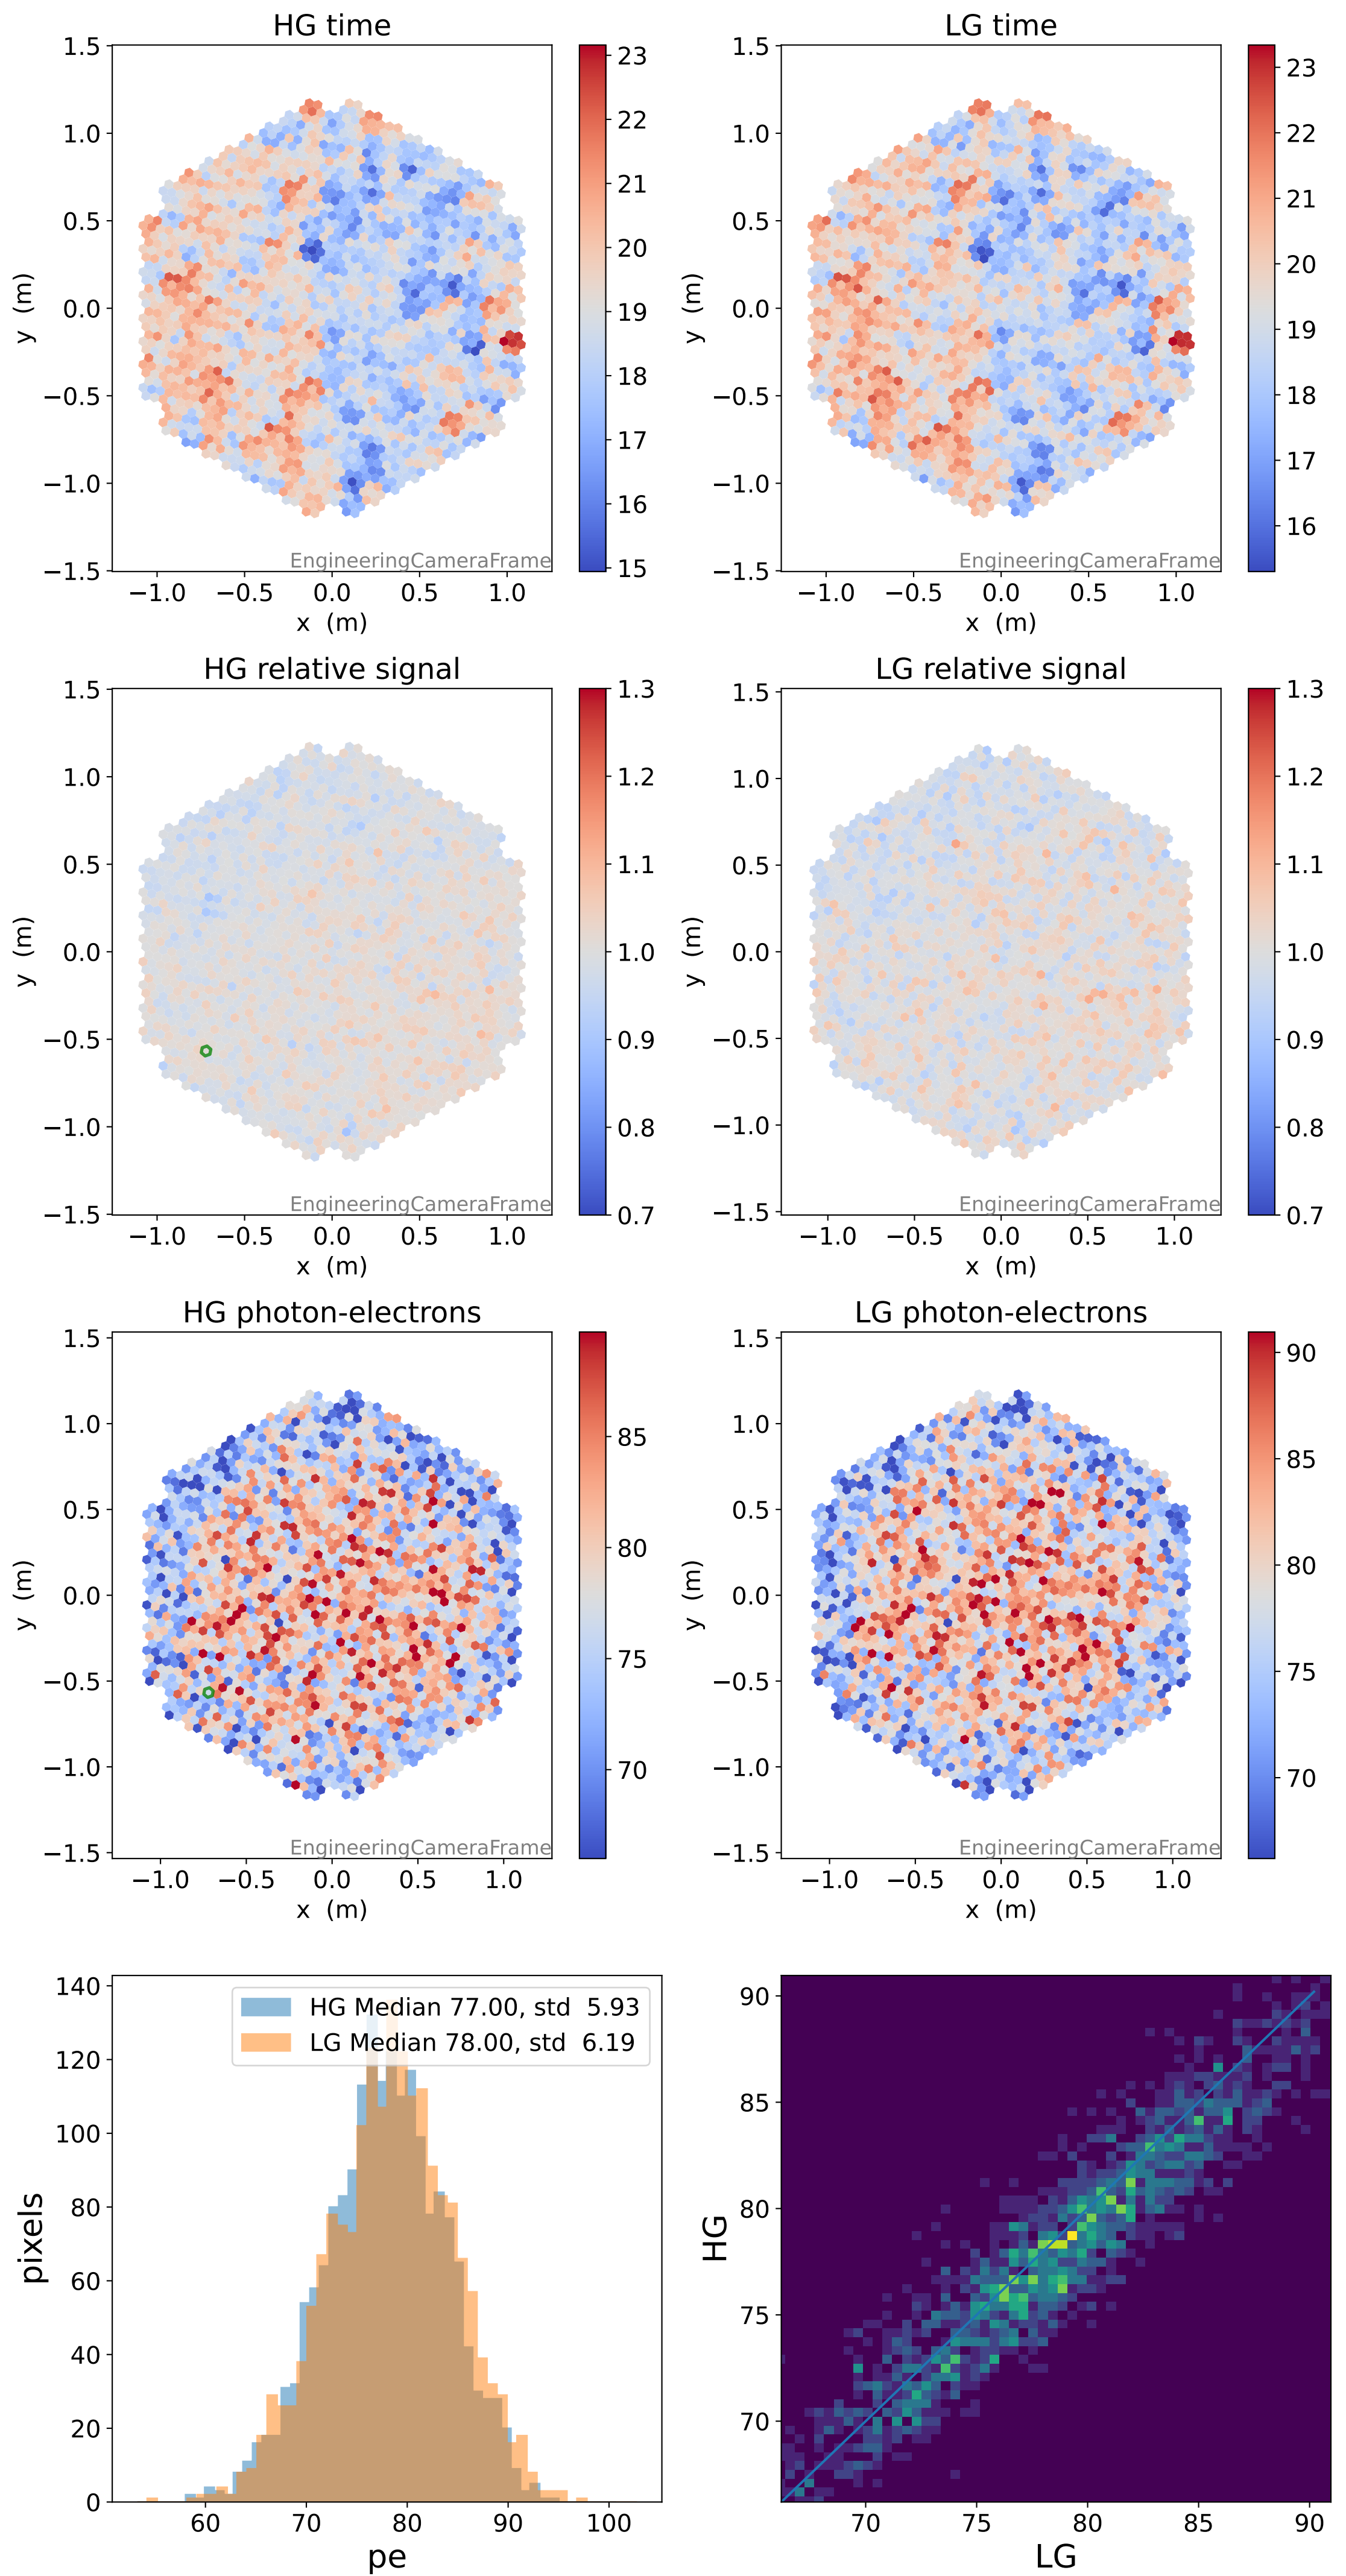 HG time
LG time
1.5
1.0
0.5
0.0
−0.5
−1.0
−1.5
y (m)
−1.0 −0.5 0.0 0.5 1.0
x (m)
EngineeringCameraFrame
23
22
21
20
19
18
17
16
15
1.5
1.0
0.5
0.0
−0.5
−1.0
−1.5
y (m)
−1.0 −0.5 0.0 0.5 1.0
x (m)
EngineeringCameraFrame
23
22
21
20
19
18
17
16
HG relative signal
LG relative signal
1.5
1.0
0.5
0.0
−0.5
−1.0
−1.5
y (m)
−1.0 −0.5 0.0 0.5 1.0
x (m)
EngineeringCameraFrame
1.3
1.2
1.1
1.0
0.9
0.8
0.7
1.5
1.0
0.5
0.0
−0.5
−1.0
−1.5
y (m)
−1.0 −0.5 0.0 0.5 1.0
x (m)
EngineeringCameraFrame
1.3
1.2
1.1
1.0
0.9
0.8
0.7
HG photon-electrons
LG photon-electrons
1.5
1.0
0.5
0.0
−0.5
−1.0
−1.5
y (m)
−1.0 −0.5 0.0 0.5 1.0
x (m)
EngineeringCameraFrame
85
80
75
70
1.5
1.0
0.5
0.0
−0.5
−1.0
−1.5
y (m)
−1.0 −0.5 0.0 0.5 1.0
x (m)
EngineeringCameraFrame
90
85
80
75
70
HG Median 77.00, std 5.93
LG Median 78.00, std 6.19
140
120
100
80
60
40
20
0
pixels
60 70 80 90 100
pe
90
85
80
75
70
HG
70 75 80 85 90
LG